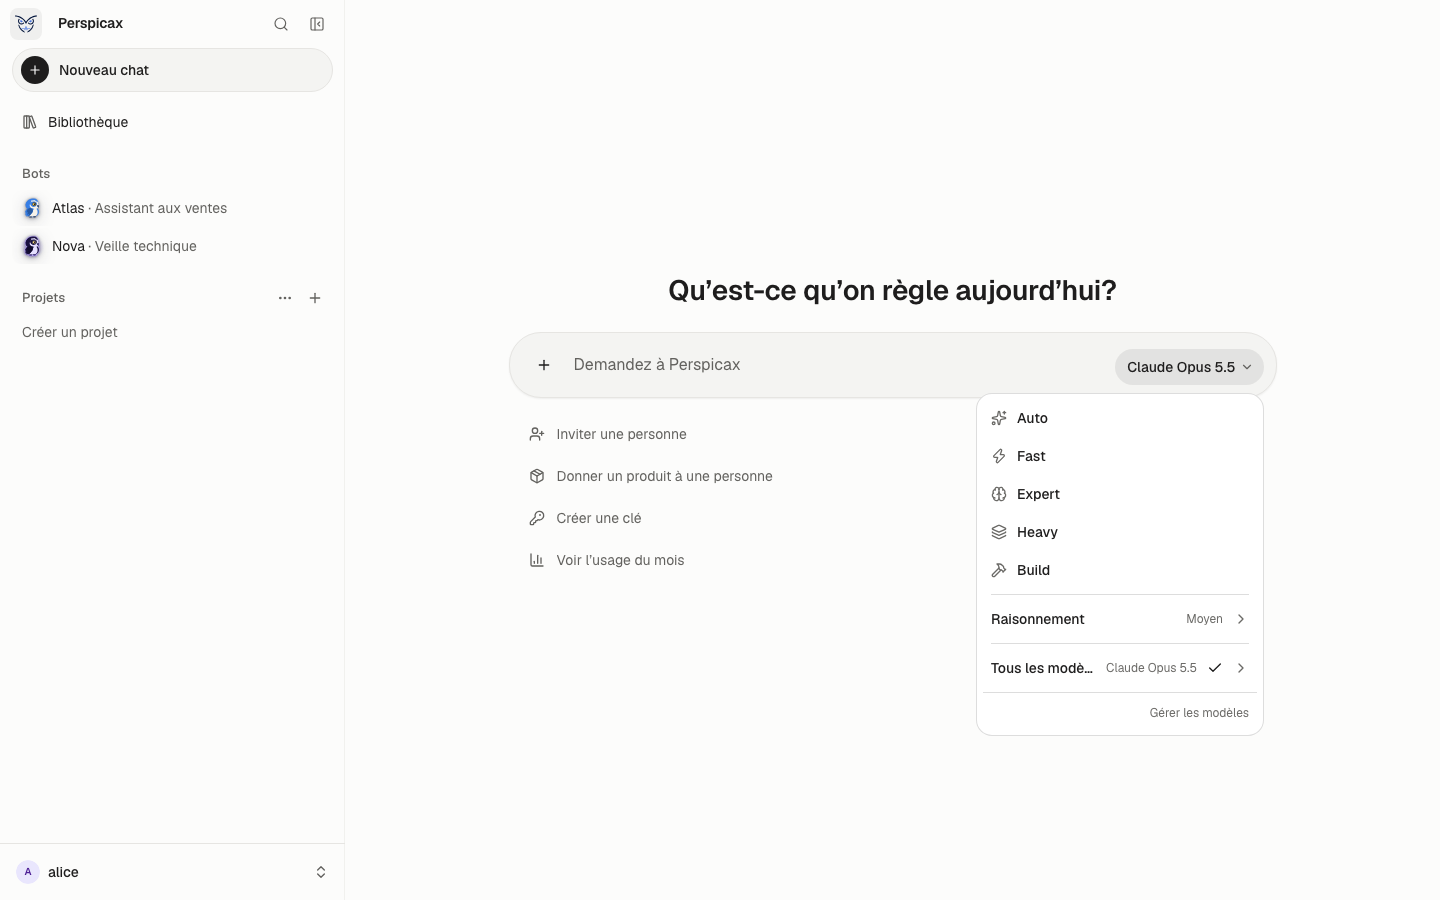 Perspicax
Nouveau chat
Bibliothèque
Bots
Atlas · Assistant aux ventes
Nova · Veille technique
Projets
Créer un projet
A
alice
Qu’est-ce qu’on règle aujourd’hui?
Demandez à Perspicax
Claude Opus 5.5
Inviter une personne
Donner un produit à une personne
Créer une clé
Voir l’usage du mois
Auto
Fast
Expert
Heavy
Build
Raisonnement Moyen
Tous les modè... Claude Opus 5.5
Gérer les modèles